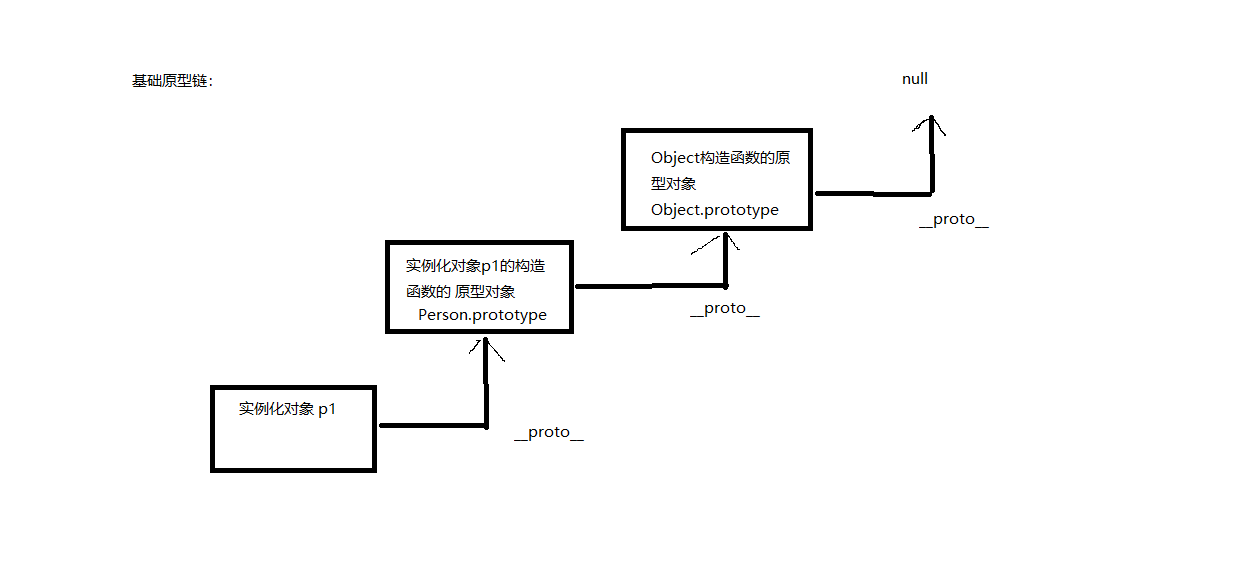 基础原型链:
null
Object构造函数的原
型对象
Object.prototype
__proto__
实例化对象p1的构造
函数的 原型对象
Person.prototype
__proto__
实例化对象 p1
__proto__